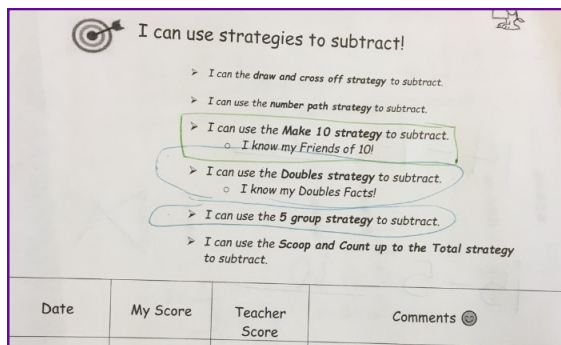 I can use strategies to subtract!
➢ I can the draw and cross off strategy to subtract.
➢ I can use the number path strategy to subtract.
➢ I can use the Make 10 strategy to subtract.
o I know my Friends of 10!
➢ I can use the Doubles strategy to subtract.
o I know my Doubles Facts!
➢ I can use the 5 group strategy to subtract.
➢ I can use the Scoop and Count up to the Total strategy
to subtract.
Date My Score Teacher Comments
Score